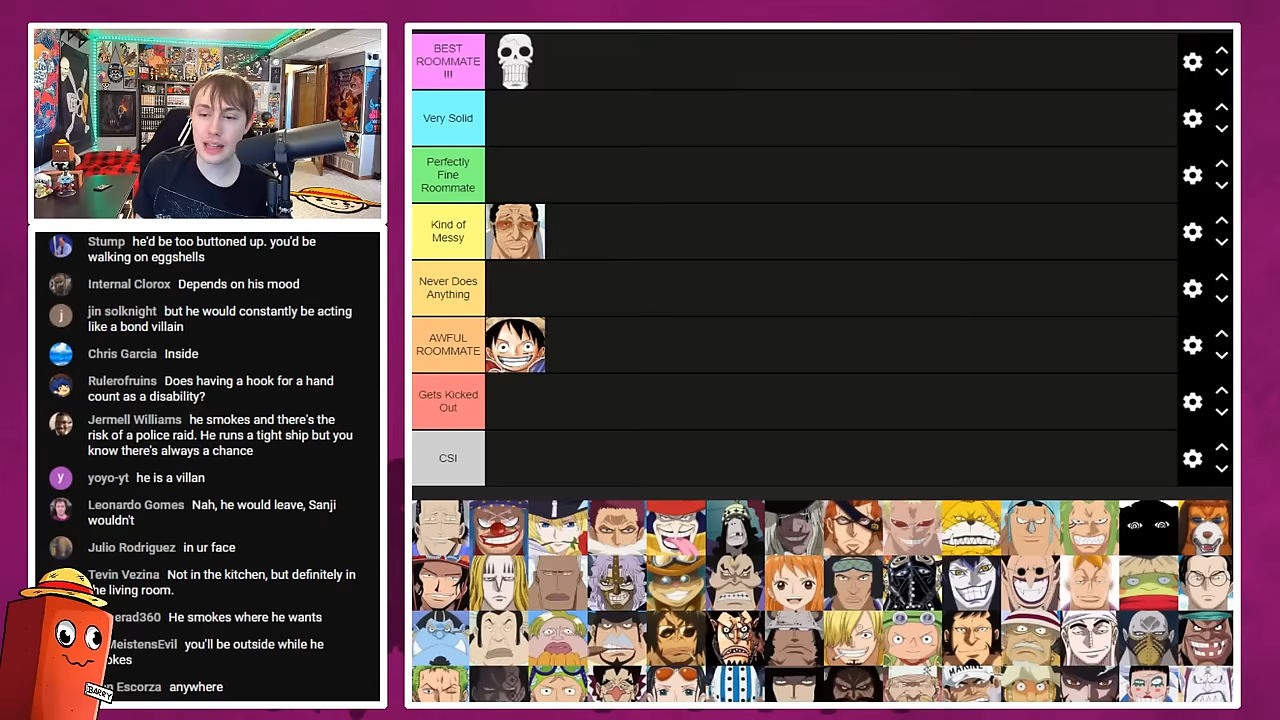 Stump he'd be too buttoned up. you'd be
walking on eggshells
Internal Clorox Depends on his mood
j
jin solknight but he would constantly be acting
like a bond villain
Chris Garcia Inside
Rulerofruins Does having a hook for a hand
count as a disability?
Jermell Williams he smokes and there's the
risk of a police raid. He runs a tight ship but you
know there's always a chance
y
yoyo-yt he is a villan
Leonardo Gomes Nah, he would leave, Sanji
wouldn't
Julio Rodriguez in ur face
Tevin Vezina Not in the kitchen, but definitely in
the living room.
He smokes where he wants
MeistensEvil you'll be outside while he
Escorza anywhere
BARRY
BEST
ROOMMATE
!!!
Very Solid
Perfectly
Fine
Roommate
Kind of
Messy
Never Does
Anything
AWFUL
ROOMMATE
Gets Kicked
Out
CSI